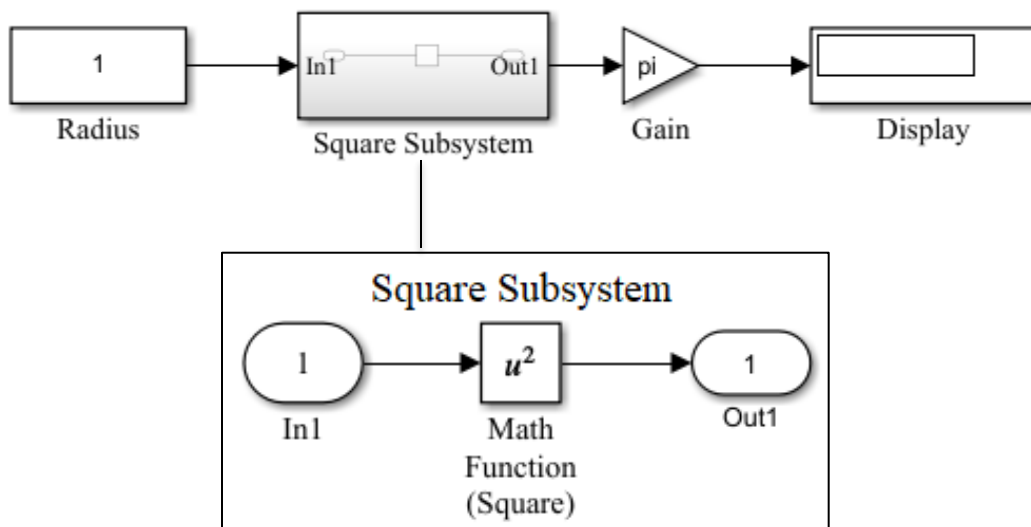 1
Radius
In1
Out1
Square Subsystem
pi
Gain
Display
Square Subsystem
1
In1
u²
Math
Function
(Square)
1
Out1